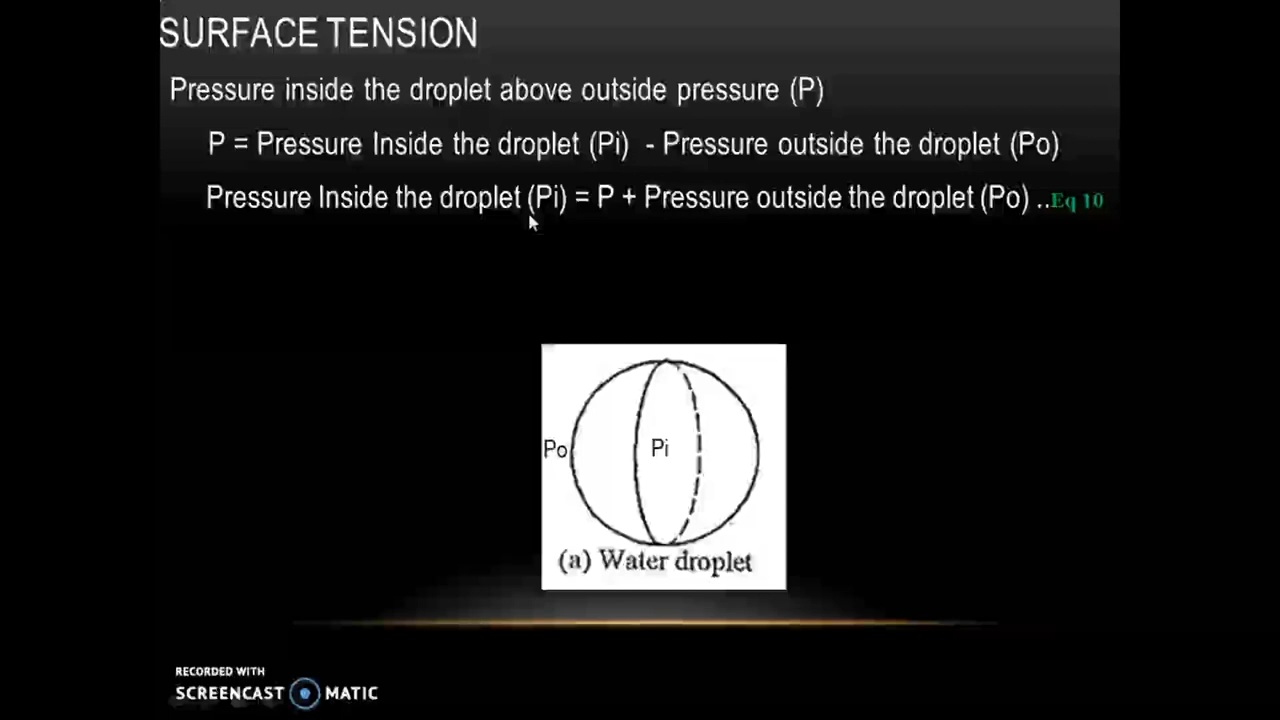 SURFACE TENSION
Pressure inside the droplet above outside pressure (P)
P = Pressure Inside the droplet (Pi) - Pressure outside the droplet (Po)
Pressure Inside the droplet (Pi) = P + Pressure outside the droplet (Po) ..Eq 10
Po Pi
(a) Water droplet
RECORDED WITH
SCREENCAST MATIC